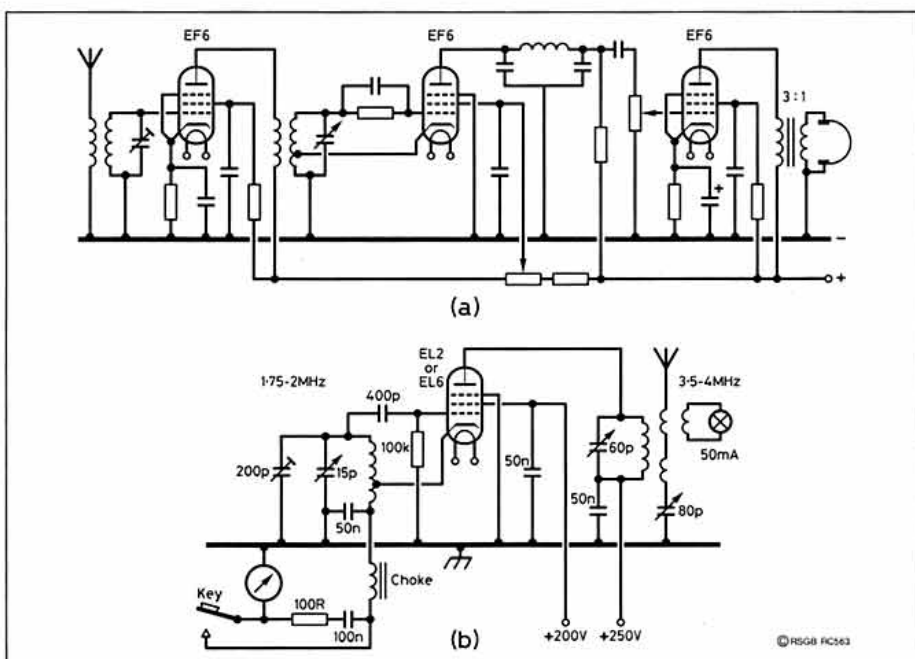 EF6
EF6
EF6
3:1
+
−
+
(a)
EL2
or
EL6
1·75-2MHz
3·5-4MHz
400p
200p
15p
100k
50n
50n
60p
50mA
50n
80p
Choke
Key
100R
100n
(b)
+200V
+250V
© RSGB RC563